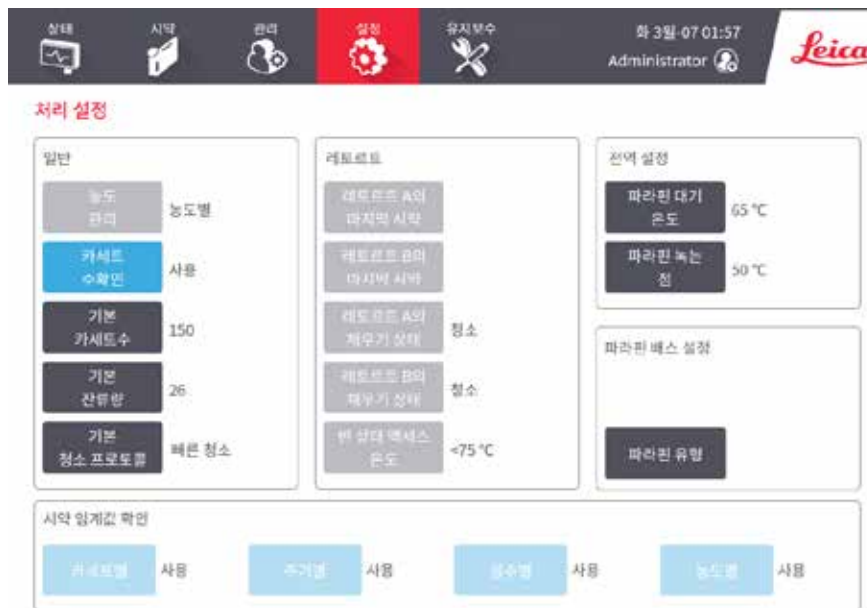 상태 시약 관리 설정 유지보수
화 3월-07 01:57
Administrator
Leica
처리 설정
일반
농도
관리
농도별
카세트
수확인
사용
기본
카세트수
150
기본
잔류량
26
기본
청소 프로토콜
빠른 청소
레토르트
레토르트 A의
마지막 시약
레토르트 B의
마지막 시약
레토르트 A의
채우기 상태
청소
레토르트 B의
채우기 상태
청소
빈 상태 액세스
온도
<75 °C
전역 설정
파라핀 대기
온도
65 °C
파라핀 녹는
점
50 °C
파라핀 배스 설정
파라핀 유형
시약 임계값 확인
카세트별 사용 주기별 사용 일수별 사용 농도별 사용